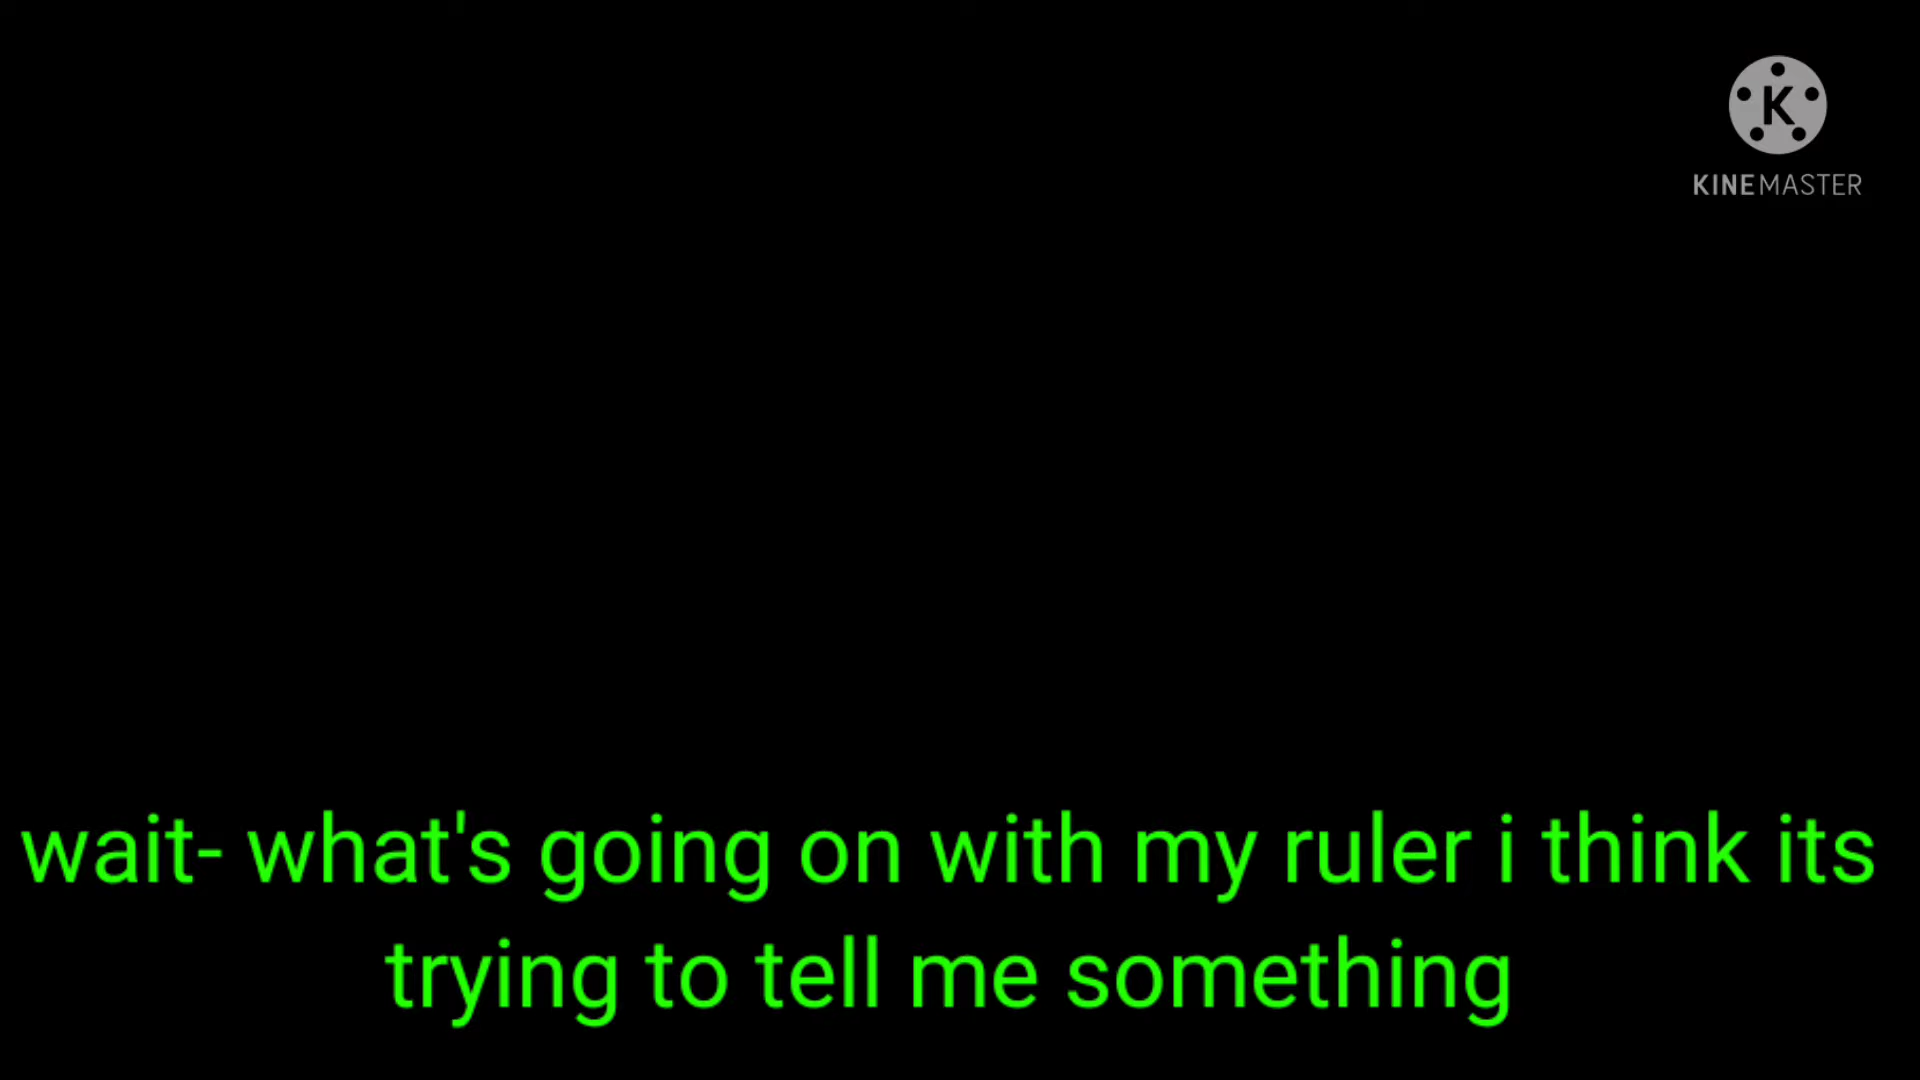 K
KINEMASTER
wait- what's going on with my ruler i think its
trying to tell me something